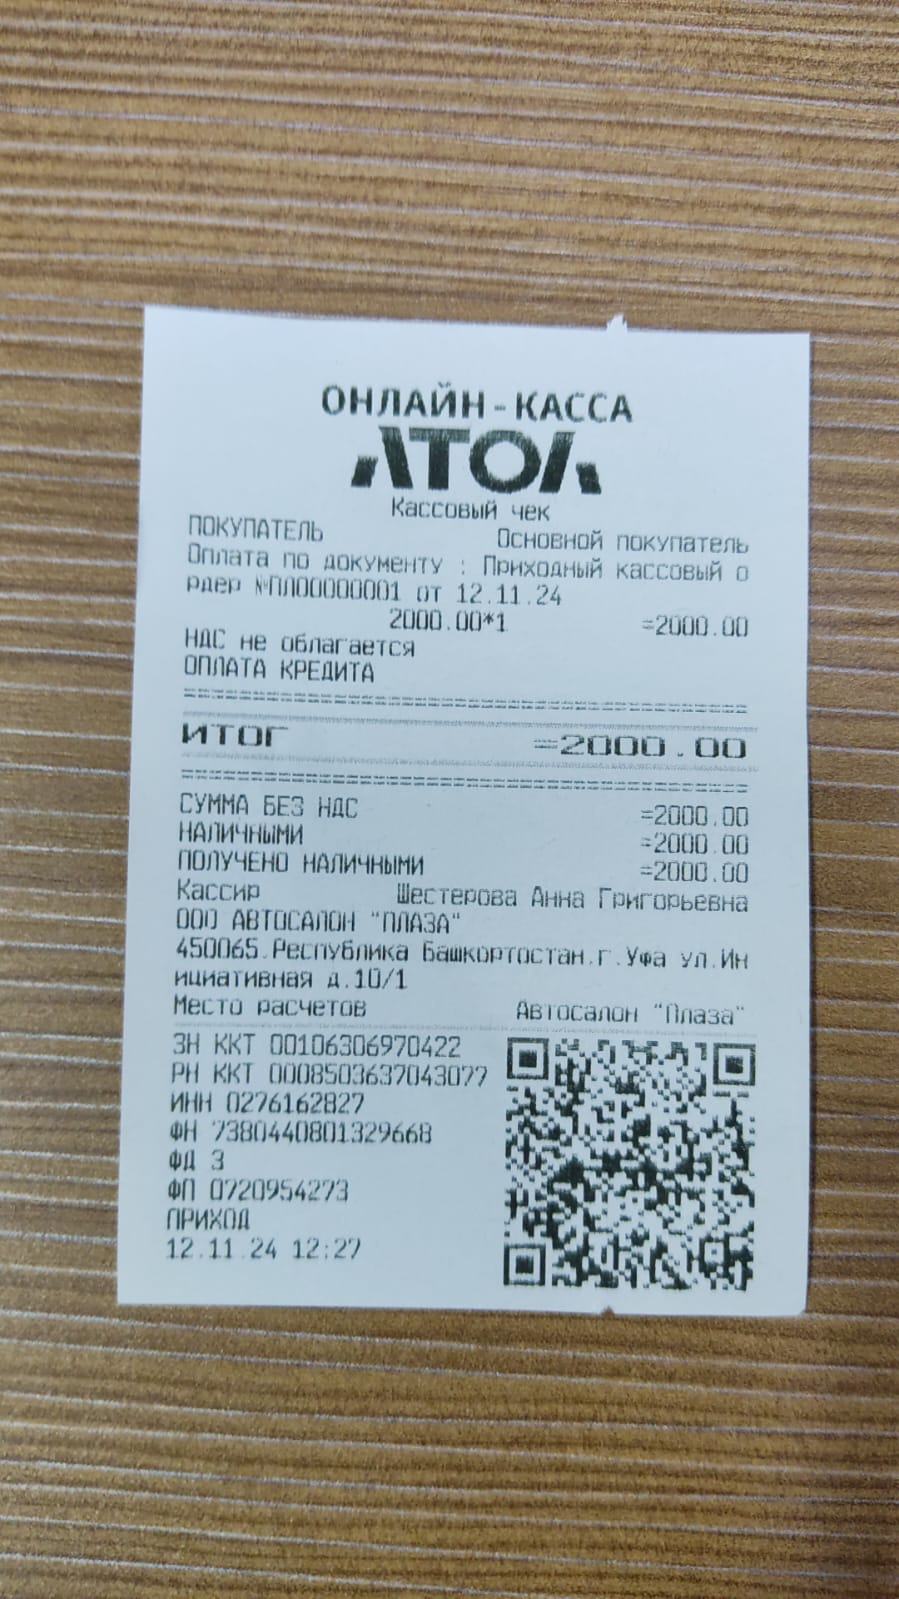 ОНЛАЙН-КАССА
АТОЛ
Кассовый чек
ПОКУПАТЕЛЬ Основной покупатель
Оплата по документу : Приходный кассовый о
рдер №ПЛ00000001 от 12.11.24
2000.00*1 =2000.00
НДС не облагается
ОПЛАТА КРЕДИТА
ИТОГ =2000.00
СУММА БЕЗ НДС =2000.00
НАЛИЧНЫМИ =2000.00
ПОЛУЧЕНО НАЛИЧНЫМИ =2000.00
Кассир Шестерова Анна Григорьевна
ООО АВТОСАЛОН "ПЛАЗА"
450065.Республика Башкортостан.г.Уфа ул.Ин
ициативная д.10/1
Место расчетов Автосалон "Плаза"
ЗН ККТ 00106306970422
РН ККТ 0008503637043077
ИНН 0276162827
ФН 7380440801329668
ФД 3
ФП 0720954273
ПРИХОД
12.11.24 12:27